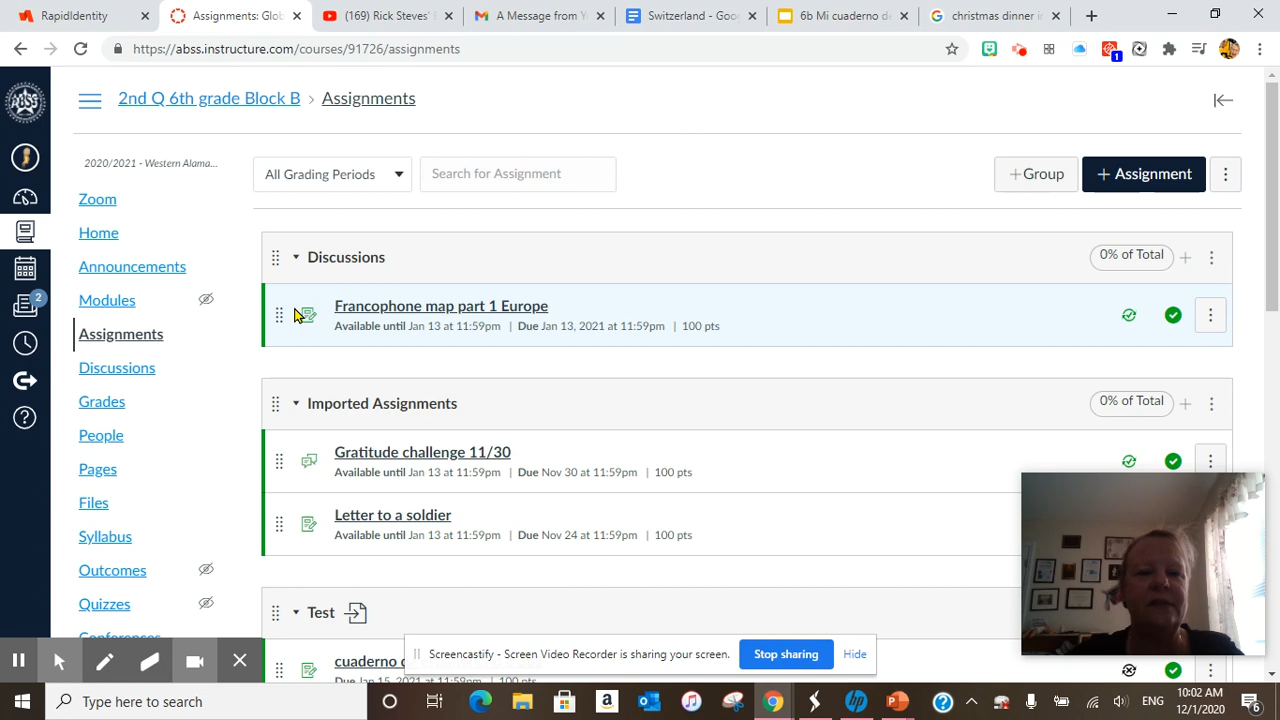 RapidIdentity
Assignments: Glob
(169) Rick Steves'
A Message from Y
Switzerland - Goo
6b Mi cuaderno de
christmas dinner in
https://abss.instructure.com/courses/91726/assignments
1
ABSS
2nd Q 6th grade Block B > Assignments
2020/2021 - Western Alama...
Zoom
Home
Announcements
Modules
Assignments
Discussions
Grades
People
Pages
Files
Syllabus
Outcomes
Quizzes
Conferences
2
All Grading Periods
Search for Assignment
+Group
+ Assignment
Discussions
0% of Total
Francophone map part 1 Europe
Available until Jan 13 at 11:59pm | Due Jan 13, 2021 at 11:59pm | 100 pts
Imported Assignments
0% of Total
Gratitude challenge 11/30
Available until Jan 13 at 11:59pm | Due Nov 30 at 11:59pm | 100 pts
Letter to a soldier
Available until Jan 13 at 11:59pm | Due Nov 24 at 11:59pm | 100 pts
Test
cuaderno
Due Jan 15, 2021 at 11:59pm | 100 pts
Screencastify - Screen Video Recorder is sharing your screen.
Stop sharing
Hide
Type here to search
ENG
10:02 AM
12/1/2020
6